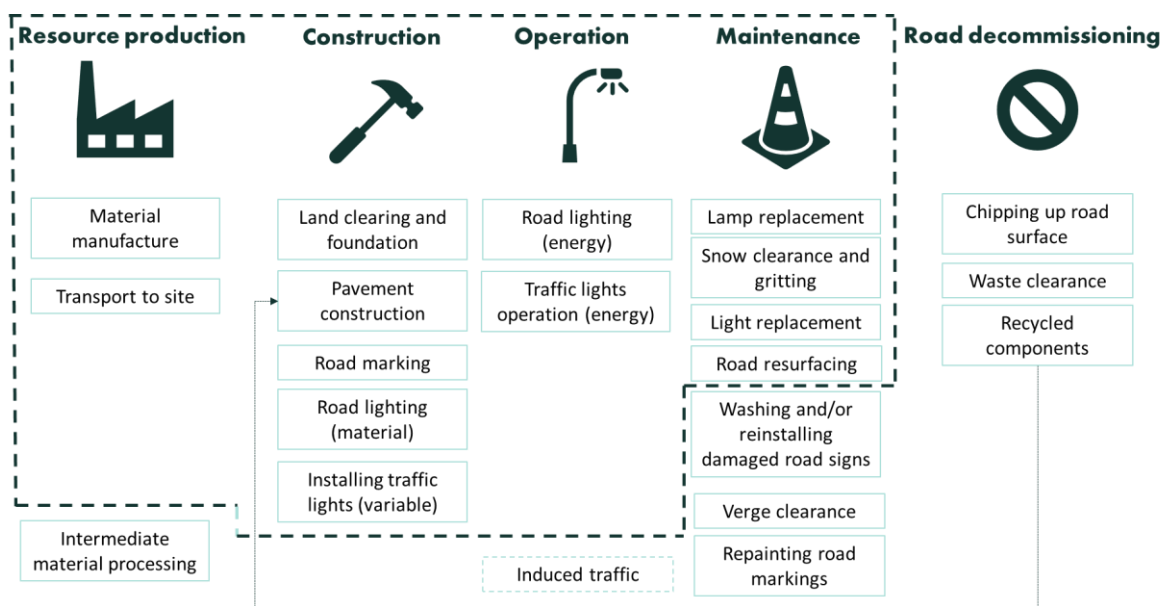 Resource production
Construction
Operation
Maintenance
Road decommissioning
Material
manufacture
Transport to site
Intermediate
material processing
Land clearing and
foundation
Pavement
construction
Road marking
Road lighting
(material)
Installing traffic
lights (variable)
Road lighting
(energy)
Traffic lights
operation (energy)
Induced traffic
Lamp replacement
Snow clearance and
gritting
Light replacement
Road resurfacing
Washing and/or
reinstalling
damaged road signs
Verge clearance
Repainting road
markings
Chipping up road
surface
Waste clearance
Recycled
components